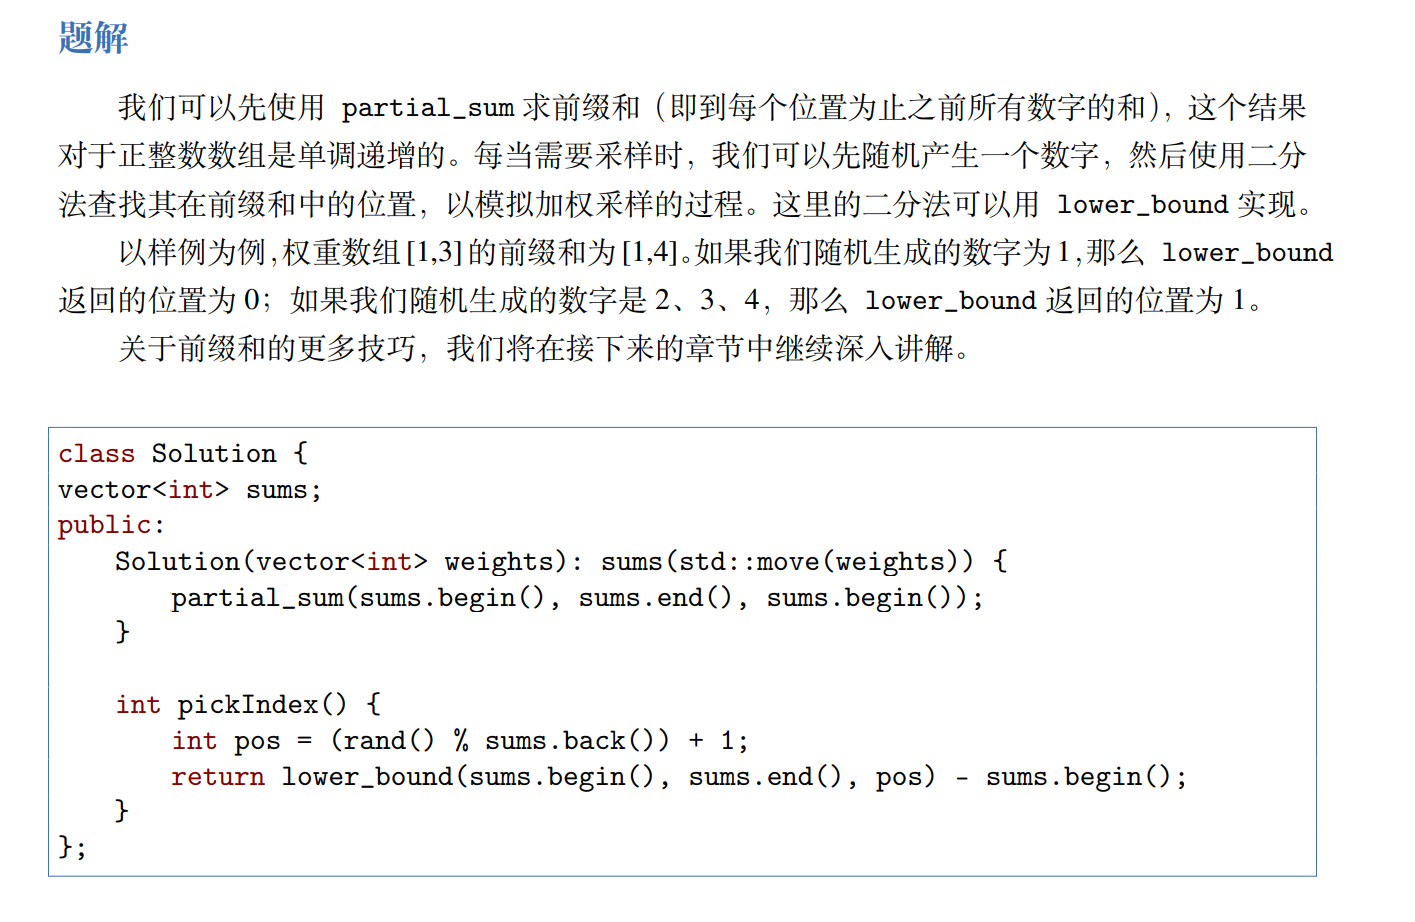 题解
我们可以先使用 partial_sum 求前缀和（即到每个位置为止之前所有数字的和），这个结果
对于正整数数组是单调递增的。每当需要采样时，我们可以先随机产生一个数字，然后使用二分
法查找其在前缀和中的位置，以模拟加权采样的过程。这里的二分法可以用 lower_bound 实现。
以样例为例，权重数组 [1,3] 的前缀和为 [1,4]。如果我们随机生成的数字为 1，那么 lower_bound
返回的位置为 0；如果我们随机生成的数字是 2、3、4，那么 lower_bound 返回的位置为 1。
关于前缀和的更多技巧，我们将在接下来的章节中继续深入讲解。
class Solution {
vector<int> sums;
public:
    Solution(vector<int> weights): sums(std::move(weights)) {
        partial_sum(sums.begin(), sums.end(), sums.begin());
    }
    int pickIndex() {
        int pos = (rand() % sums.back()) + 1;
        return lower_bound(sums.begin(), sums.end(), pos) - sums.begin();
    }
};